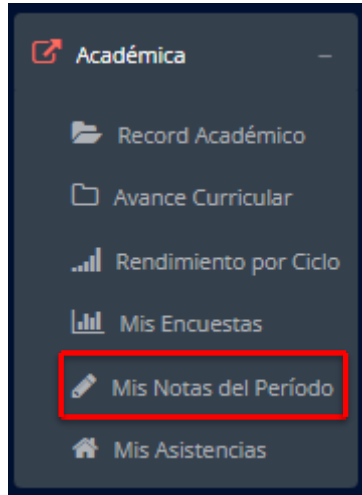 Académica
Record Académico
Avance Curricular
Rendimiento por Ciclo
Mis Encuestas
Mis Notas del Período
Mis Asistencias